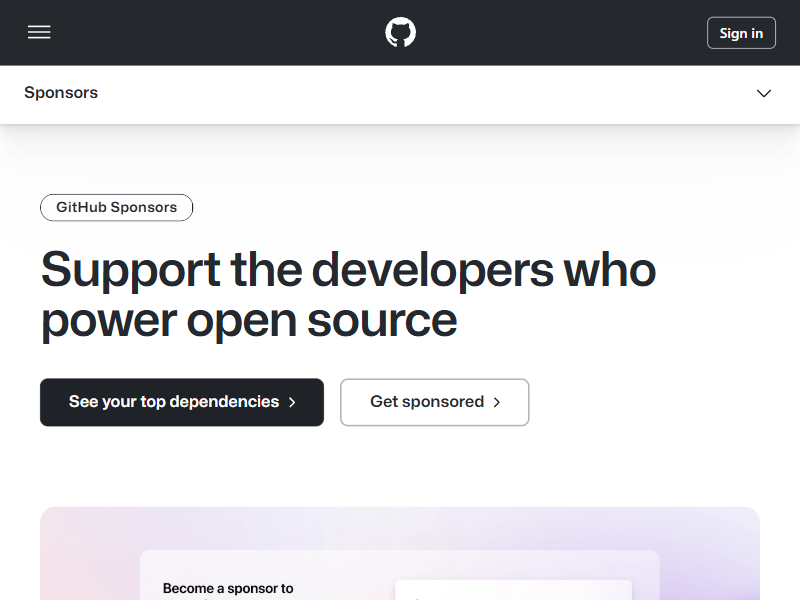 Sign in
Sponsors
GitHub Sponsors
Support the developers who
power open source
See your top dependencies
Get sponsored
Become a sponsor to